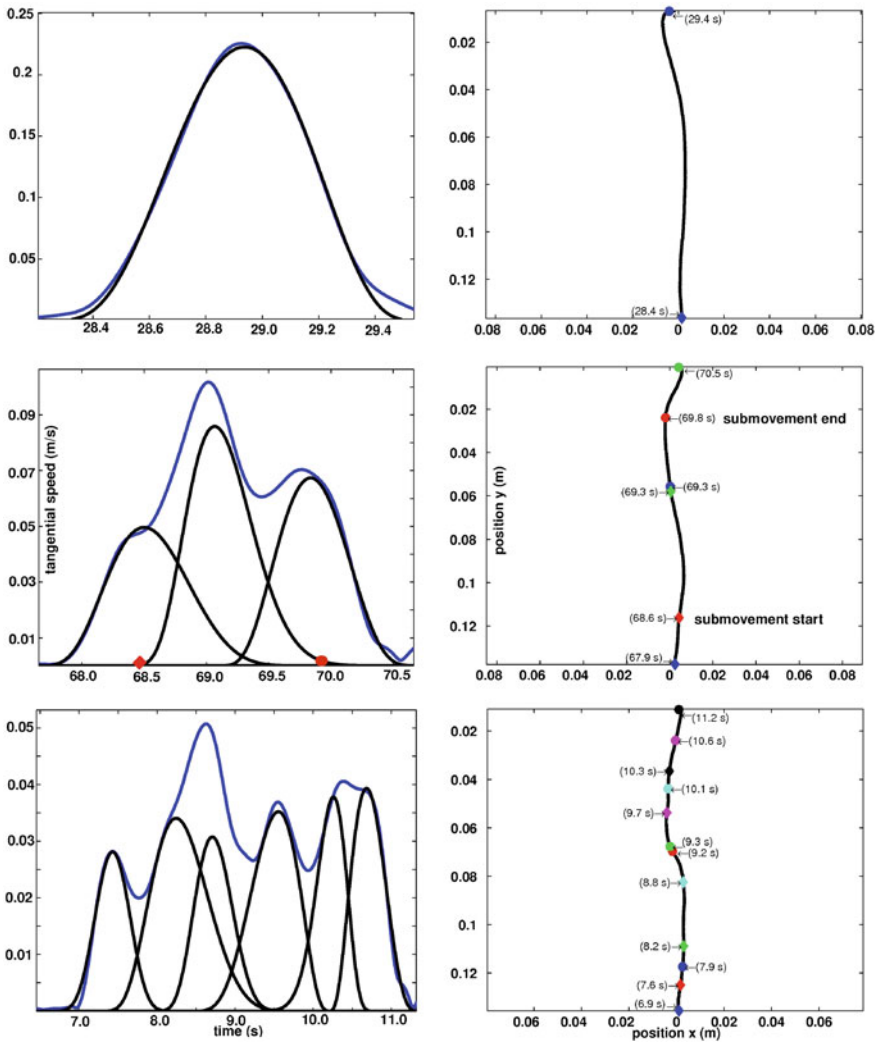 0.25
0.2
0.15
0.1
0.05
28.4 28.6 28.8 29.0 29.2 29.4
0.02
0.04
0.06
0.08
0.1
0.12
(29.4 s)
(28.4 s)
0.08 0.06 0.04 0.02 0 0.02 0.04 0.06 0.08
tangential speed (m/s)
0.09
0.07
0.05
0.03
0.01
68.0 68.5 69.0 69.5 70.0 70.5
position y (m)
0.02
0.04
0.06
0.08
0.1
0.12
(70.5 s)
(69.8 s) submovement end
(69.3 s)
(69.3 s)
(68.6 s) submovement start
(67.9 s)
0.08 0.06 0.04 0.02 0 0.02 0.04 0.06 0.08
0.05
0.04
0.03
0.02
0.01
7.0 8.0 9.0 10.0 11.0
time (s)
0.02
0.04
0.06
0.08
0.1
0.12
(11.2 s)
(10.6 s)
(10.3 s)
(10.1 s)
(9.7 s)
(9.3 s)
(9.2 s)
(8.8 s)
(8.2 s)
(7.9 s)
(7.6 s)
(6.9 s)
0.08 0.06 0.04 0.02 0 0.02 0.04 0.06
position x (m)